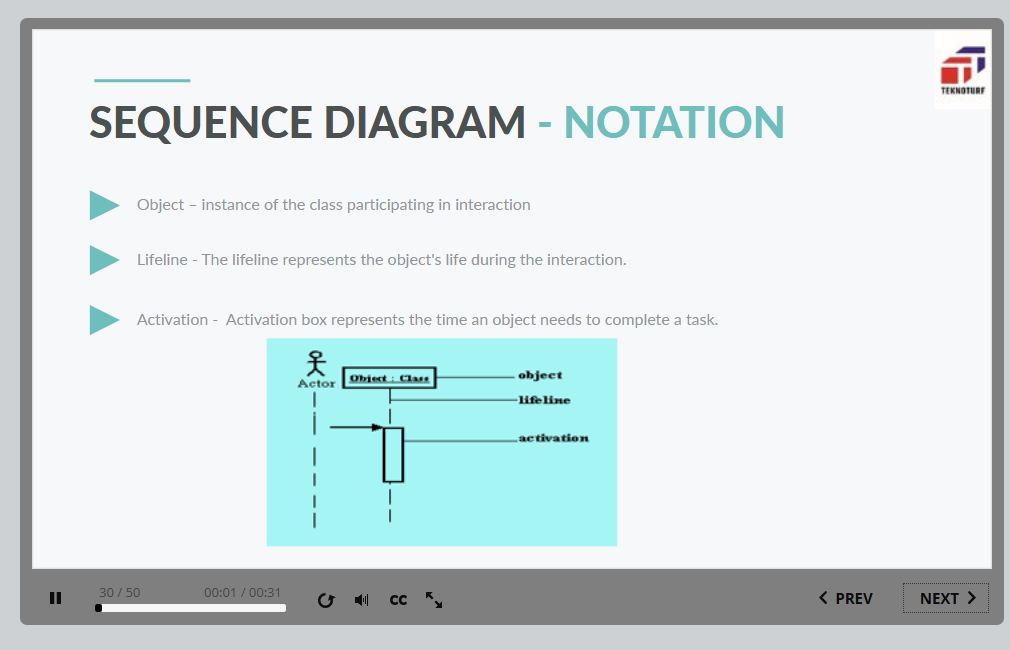 TEKNOTURF
SEQUENCE DIAGRAM - NOTATION
Object – instance of the class participating in interaction
Lifeline - The lifeline represents the object's life during the interaction.
Activation - Activation box represents the time an object needs to complete a task.
Actor
Object : Class
object
lifeline
activation
30 / 50
00:01 / 00:31
CC
PREV
NEXT